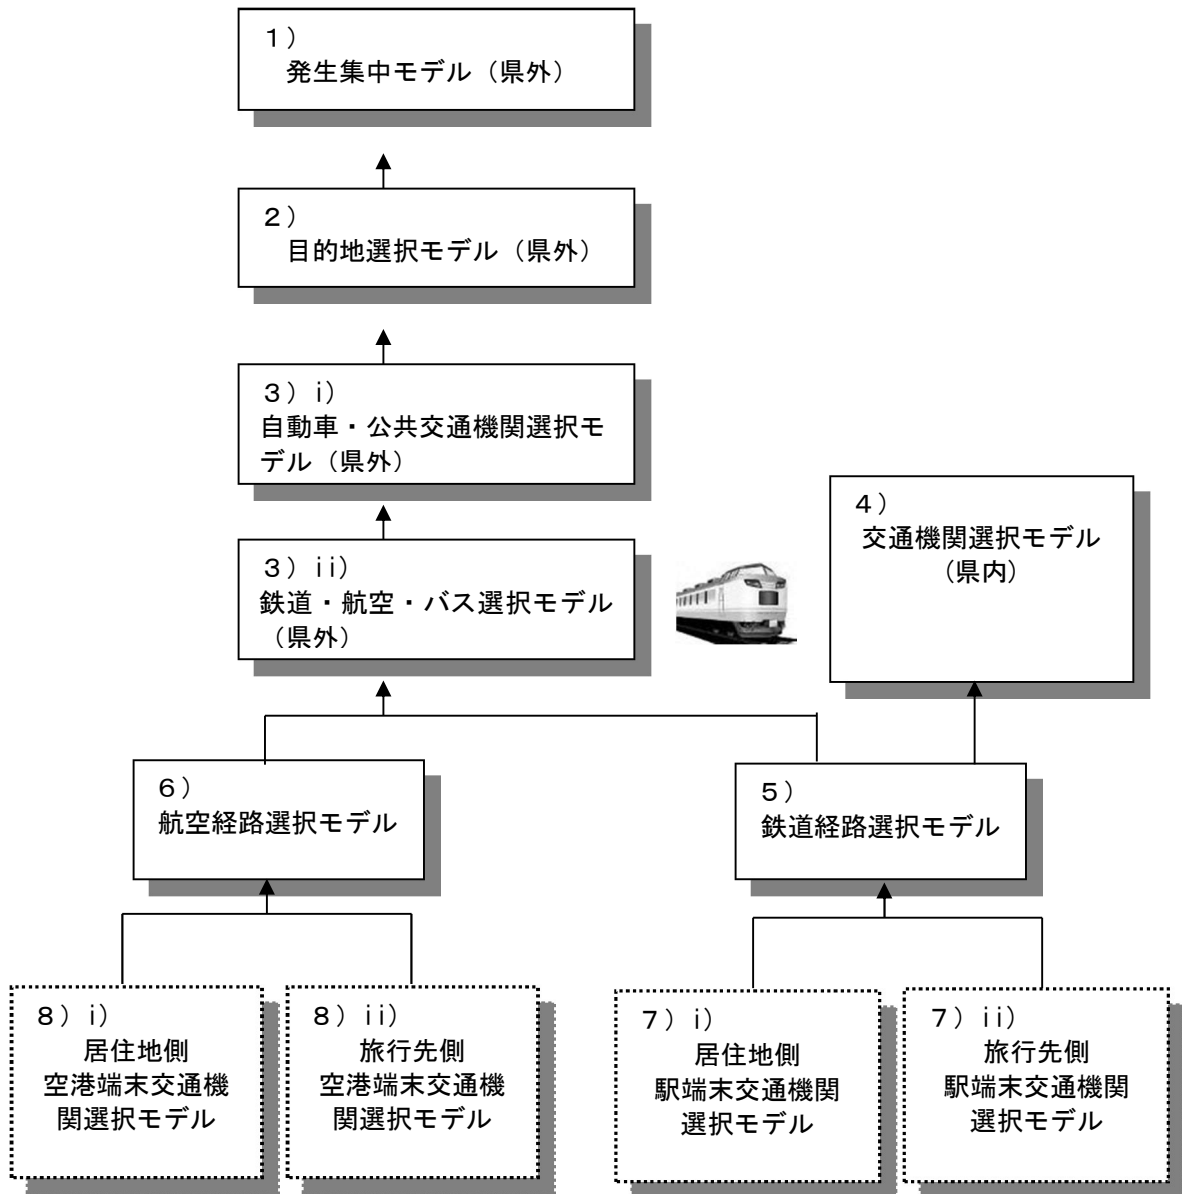 １）
発生集中モデル（県外）
２）
目的地選択モデル（県外）
３）ⅰ)
自動車・公共交通機関選択モ
デル（県外）
３）ⅱ)
鉄道・航空・バス選択モデル
（県外）
４）
交通機関選択モデル
（県内）
６）
航空経路選択モデル
５）
鉄道経路選択モデル
８）ⅰ)
居住地側
空港端末交通機
関選択モデル
８）ⅱ)
旅行先側
空港端末交通機
関選択モデル
７）ⅰ)
居住地側
駅端末交通機関
選択モデル
７）ⅱ)
旅行先側
駅端末交通機関
選択モデル